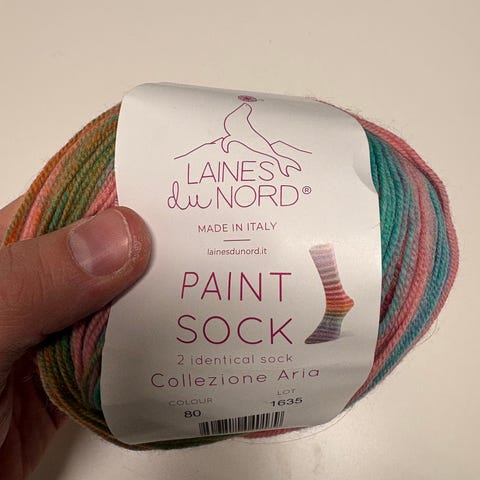 LAINES
du NORD®
MADE IN ITALY
lainesdunord.it
PAINT
SOCK
2 identical sock
Collezione Aria
COLOUR LOT
80 1635